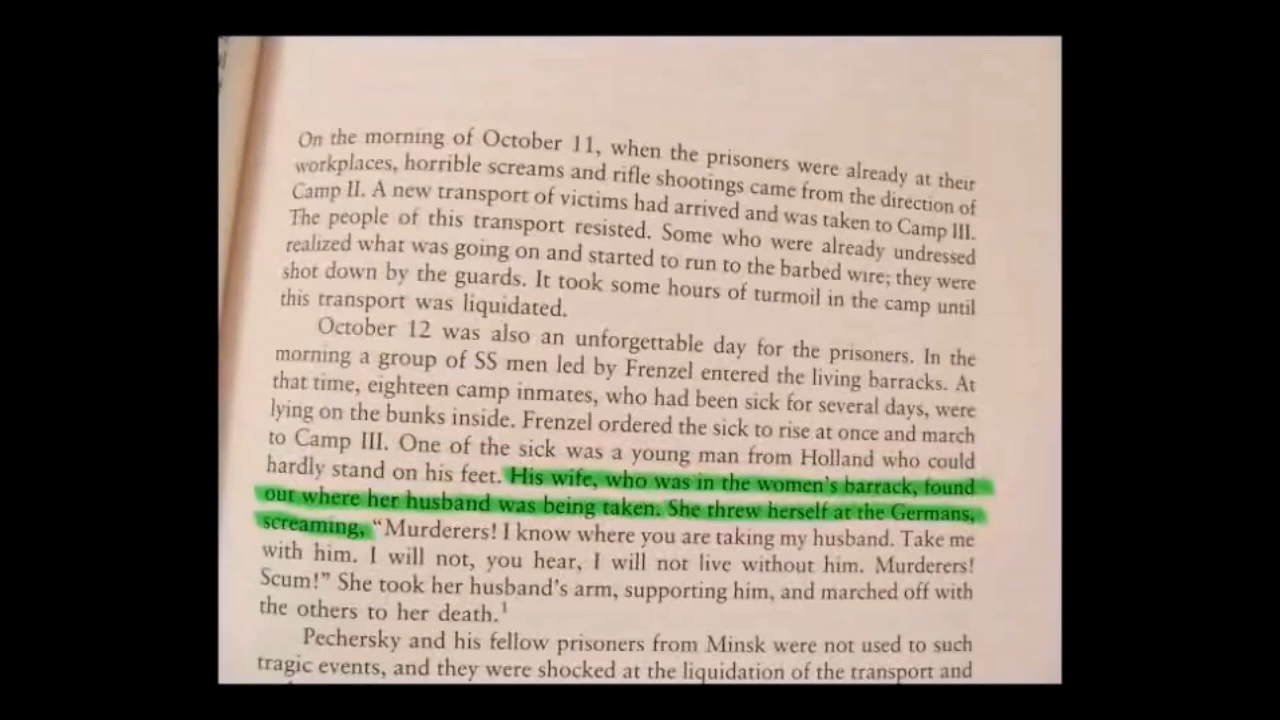 On the morning of October 11, when the prisoners were already at their
workplaces, horrible screams and rifle shootings came from the direction of
Camp II. A new transport of victims had arrived and was taken to Camp III.
The people of this transport resisted. Some who were already undressed
realized what was going on and started to run to the barbed wire; they were
shot down by the guards. It took some hours of turmoil in the camp until
this transport was liquidated.
October 12 was also an unforgettable day for the prisoners. In the
morning a group of SS men led by Frenzel entered the living barracks. At
that time, eighteen camp inmates, who had been sick for several days, were
lying on the bunks inside. Frenzel ordered the sick to rise at once and march
to Camp III. One of the sick was a young man from Holland who could
hardly stand on his feet. His wife, who was in the women's barrack, found
out where her husband was being taken. She threw herself at the Germans,
screaming, "Murderers! I know where you are taking my husband. Take me
with him. I will not, you hear, I will not live without him. Murderers!
Scum!" She took her husband's arm, supporting him, and marched off with
the others to her death.¹
Pechersky and his fellow prisoners from Minsk were not used to such
tragic events, and they were shocked at the liquidation of the transport and